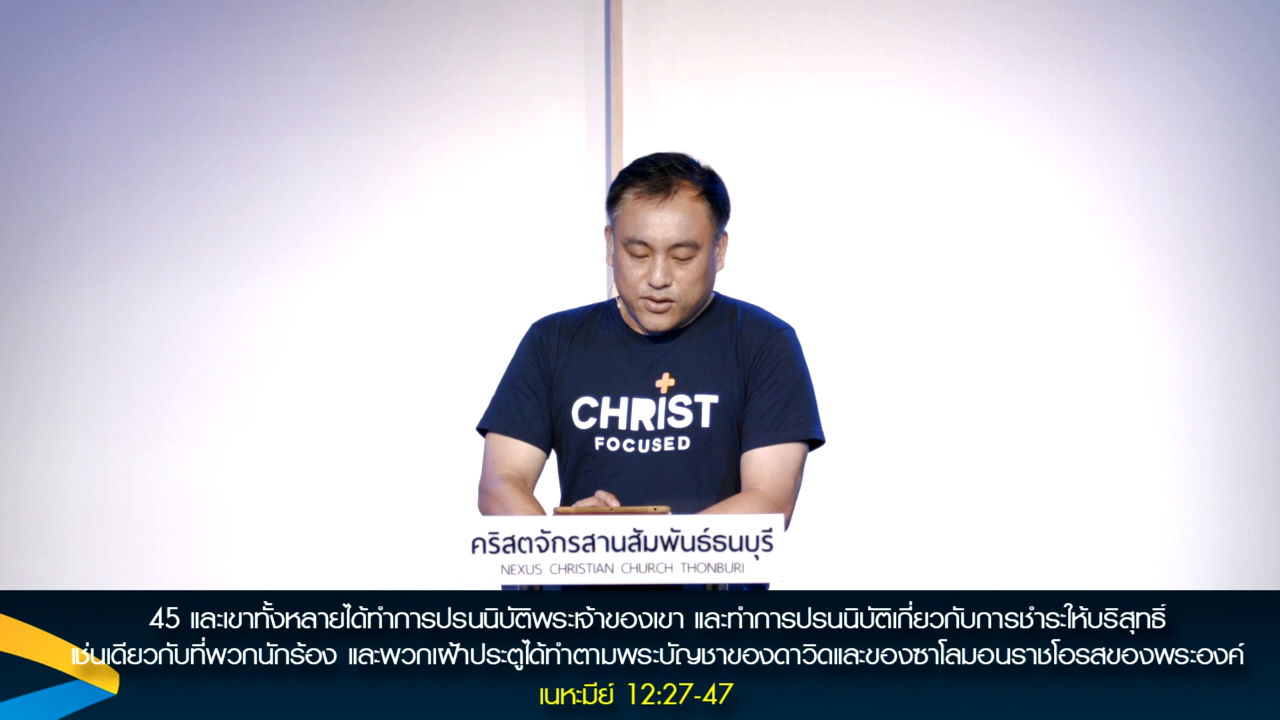 CHRIST
FOCUSED
คริสตจักรสานสัมพันธ์ธนบุรี
NEXUS CHRISTIAN CHURCH THONBURI
45 และเขาทั้งหลายได้ทำการปรนนิบัติพระเจ้าของเขา และทำการปรนนิบัติเกี่ยวกับการชำระให้บริสุทธิ์
เช่นเดียวกับที่พวกนักร้อง และพวกเฝ้าประตูได้ทำตามพระบัญชาของดาวิดและของซาโลมอนราชโอรสของพระองค์
เนหะมีย์ 12:27-47